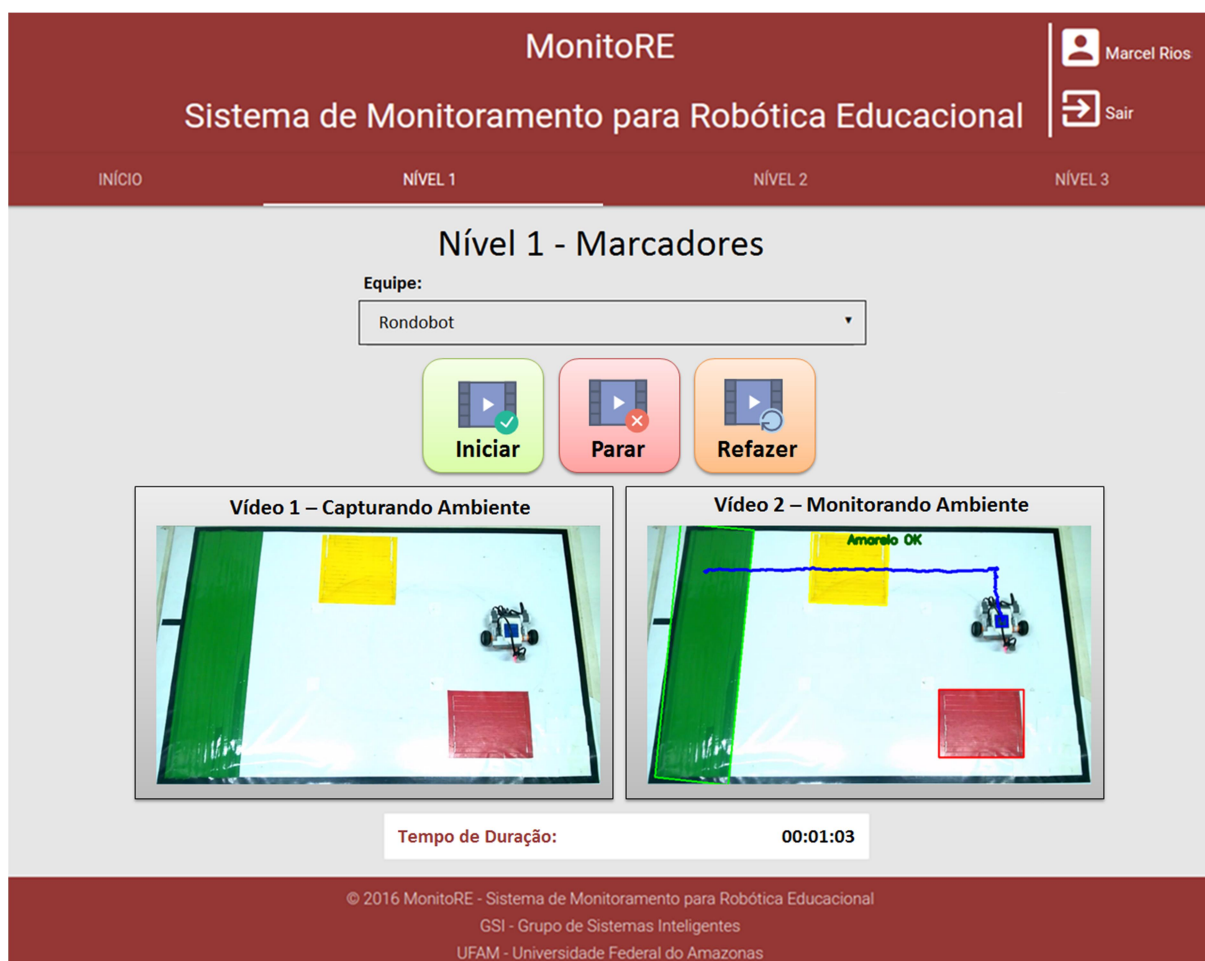 MonitoRE
Sistema de Monitoramento para Robótica Educacional
Marcel Rios
Sair
INÍCIO
NÍVEL 1
NÍVEL 2
NÍVEL 3
Nível 1 - Marcadores
Equipe:
Rondobot
Iniciar
Parar
Refazer
Vídeo 1 – Capturando Ambiente
Vídeo 2 – Monitorando Ambiente
Amarelo OK
Tempo de Duração:
00:01:03
© 2016 MonitoRE - Sistema de Monitoramento para Robótica Educacional
GSI - Grupo de Sistemas Inteligentes
UFAM - Universidade Federal do Amazonas